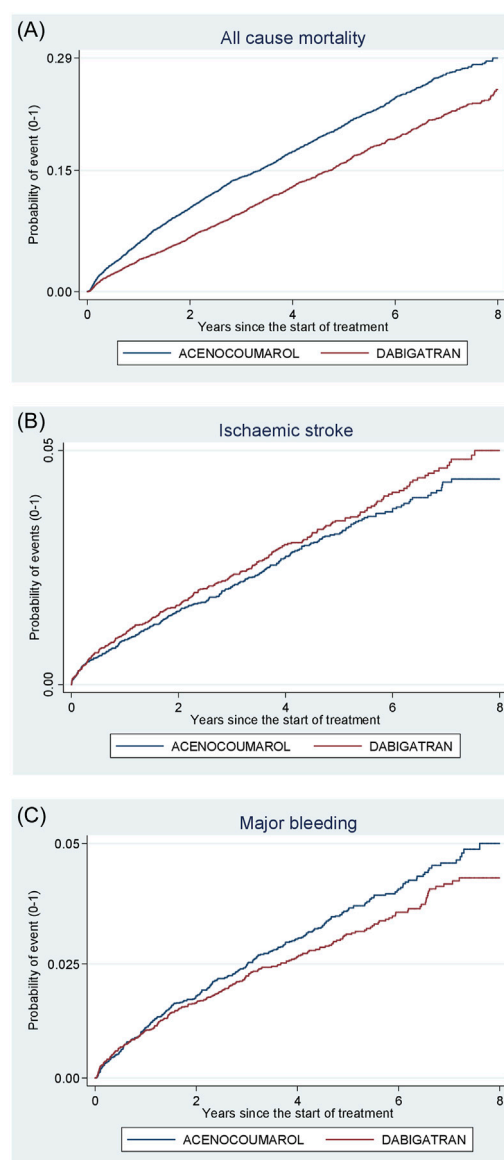 (A)
All cause mortality
Probability of event (0-1)
0.29
0.15
0.00
0 2 4 6 8
Years since the start of treatment
ACENOCOUMAROL DABIGATRAN
(B)
Ischaemic stroke
Probability of events (0-1)
0.05
0.00
0 2 4 6 8
Years since the start of treatment
ACENOCOUMAROL DABIGATRAN
(C)
Major bleeding
Probability of event (0-1)
0.05
0.025
0.00
0 2 4 6 8
Years since the start of treatment
ACENOCOUMAROL DABIGATRAN